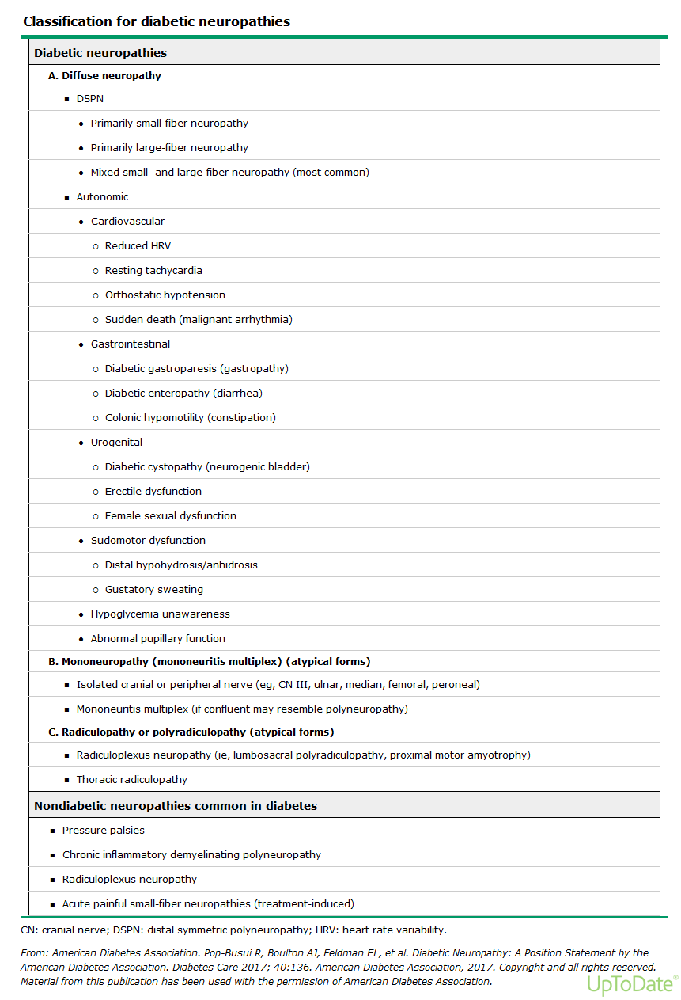 Classification for diabetic neuropathies
Diabetic neuropathies
A. Diffuse neuropathy
■ DSPN
● Primarily small-fiber neuropathy
● Primarily large-fiber neuropathy
● Mixed small- and large-fiber neuropathy (most common)
■ Autonomic
● Cardiovascular
○ Reduced HRV
○ Resting tachycardia
○ Orthostatic hypotension
○ Sudden death (malignant arrhythmia)
● Gastrointestinal
○ Diabetic gastroparesis (gastropathy)
○ Diabetic enteropathy (diarrhea)
○ Colonic hypomotility (constipation)
● Urogenital
○ Diabetic cystopathy (neurogenic bladder)
○ Erectile dysfunction
○ Female sexual dysfunction
● Sudomotor dysfunction
○ Distal hypohydrosis/anhidrosis
○ Gustatory sweating
● Hypoglycemia unawareness
● Abnormal pupillary function
B. Mononeuropathy (mononeuritis multiplex) (atypical forms)
■ Isolated cranial or peripheral nerve (eg, CN III, ulnar, median, femoral, peroneal)
■ Mononeuritis multiplex (if confluent may resemble polyneuropathy)
C. Radiculopathy or polyradiculopathy (atypical forms)
■ Radiculoplexus neuropathy (ie, lumbosacral polyradiculopathy, proximal motor amyotrophy)
■ Thoracic radiculopathy
Nondiabetic neuropathies common in diabetes
■ Pressure palsies
■ Chronic inflammatory demyelinating polyneuropathy
■ Radiculoplexus neuropathy
■ Acute painful small-fiber neuropathies (treatment-induced)
CN: cranial nerve; DSPN: distal symmetric polyneuropathy; HRV: heart rate variability.
From: American Diabetes Association. Pop-Busui R, Boulton AJ, Feldman EL, et al. Diabetic Neuropathy: A Position Statement by the
American Diabetes Association. Diabetes Care 2017; 40:136. American Diabetes Association, 2017. Copyright and all rights reserved.
Material from this publication has been used with the permission of American Diabetes Association.
UpToDate®